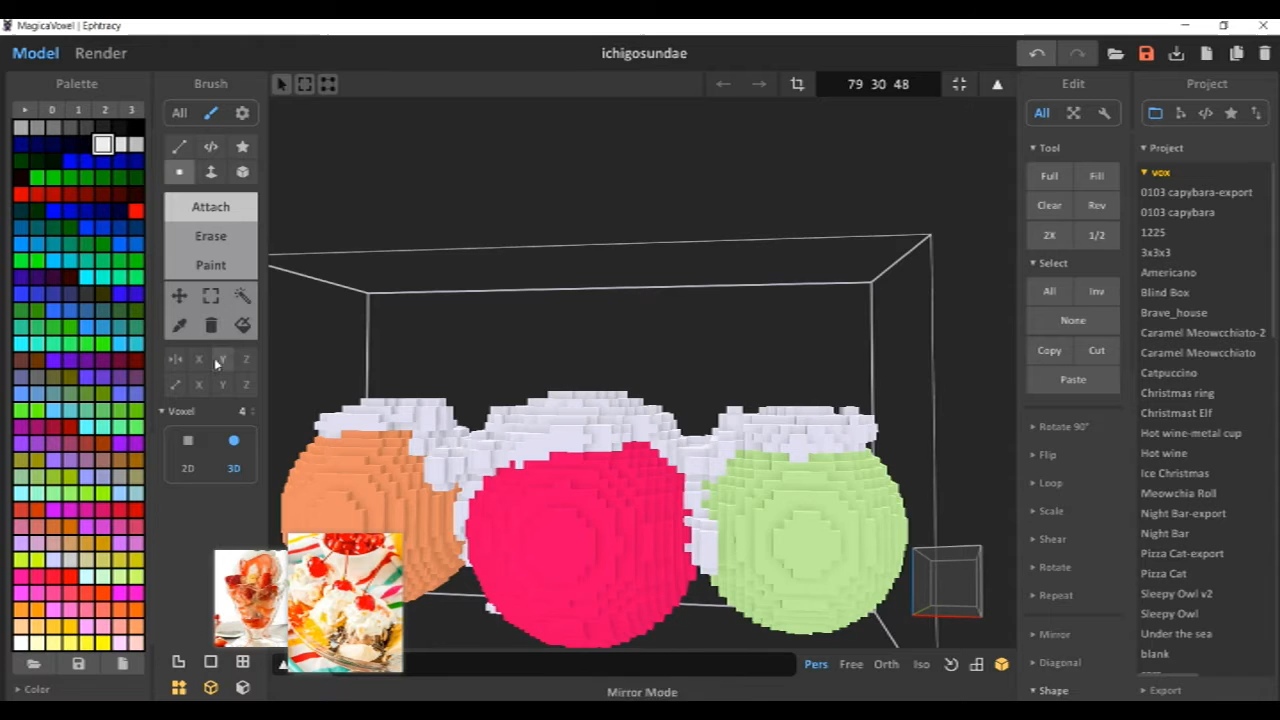 MagicaVoxel | Ephtracy
Model Render
ichigosundae
Palette
0 1 2 3
Color
Brush
All
Attach
Erase
Paint
X Y Z
X Y Z
Voxel 4
2D 3D
79 30 48
Pers Free Orth Iso
Mirror Mode
Edit
All
Tool
Full Fill
Clear Rev
2X 1/2
Select
All Inv
None
Copy Cut
Paste
Rotate 90°
Flip
Loop
Scale
Shear
Rotate
Repeat
Mirror
Diagonal
Shape
Project
Project
vox
0103 capybara-export
0103 capybara
1225
3x3x3
Americano
Blind Box
Brave_house
Caramel Meowcchiato-2
Caramel Meowcchiato
Catpuccino
Christmas ring
Christmast Elf
Hot wine-metal cup
Hot wine
Ice Christmas
Meowchia Roll
Night Bar-export
Night Bar
Pizza Cat-export
Pizza Cat
Sleepy Owl v2
Sleepy Owl
Under the sea
blank
Export